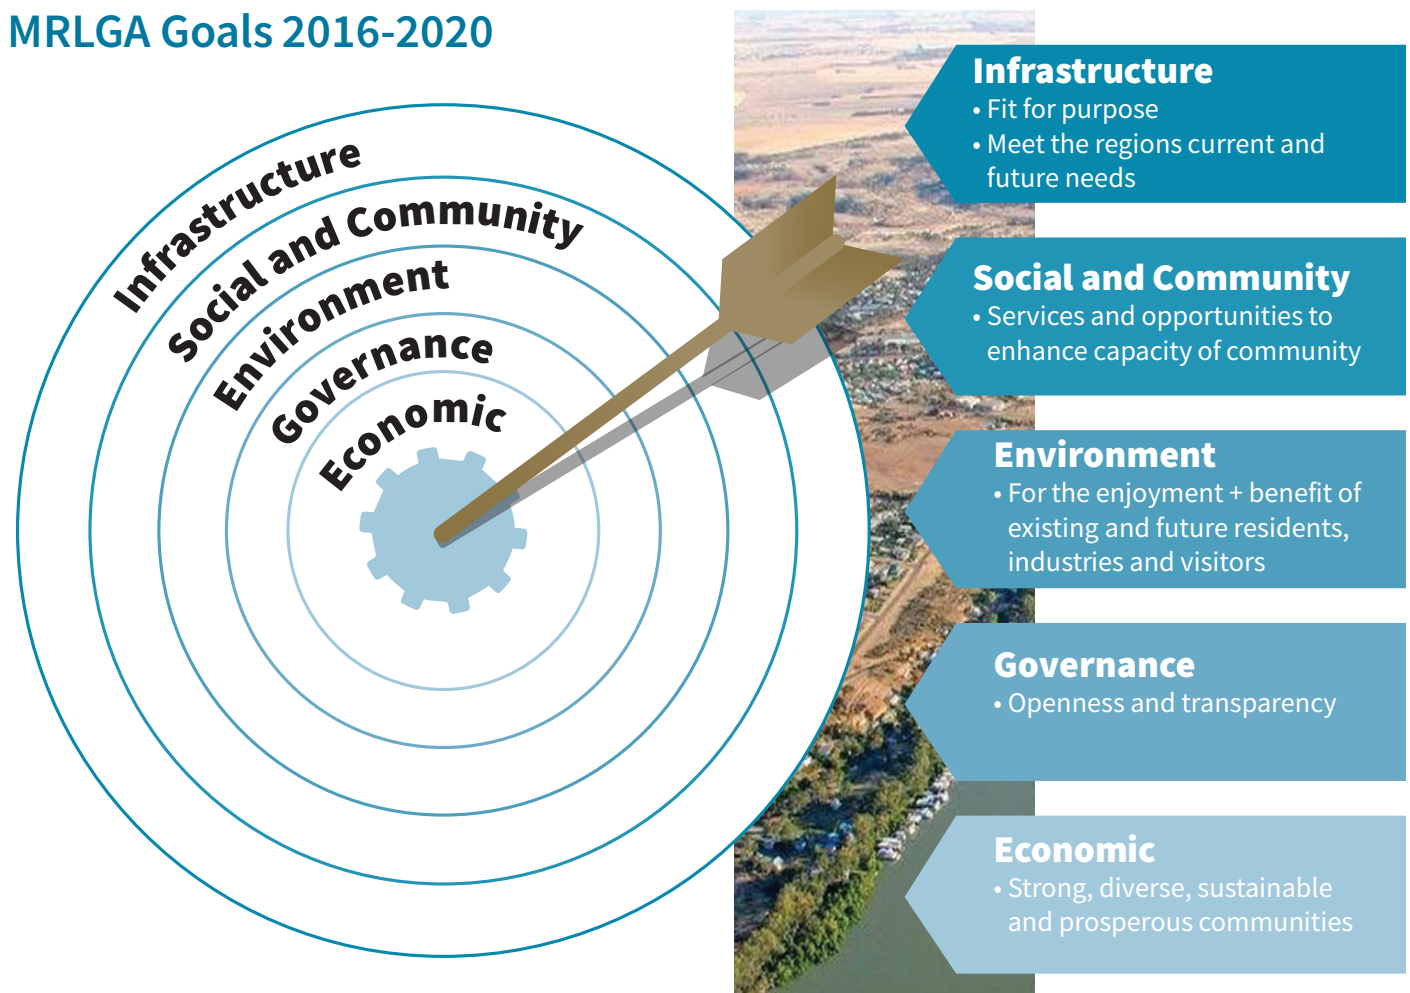 MRLGA Goals 2016-2020
Infrastructure
Social and Community
Environment
Governance
Economic
Infrastructure
• Fit for purpose
• Meet the regions current and
future needs
Social and Community
• Services and opportunities to
enhance capacity of community
Environment
• For the enjoyment + benefit of
existing and future residents,
industries and visitors
Governance
• Openness and transparency
Economic
• Strong, diverse, sustainable
and prosperous communities